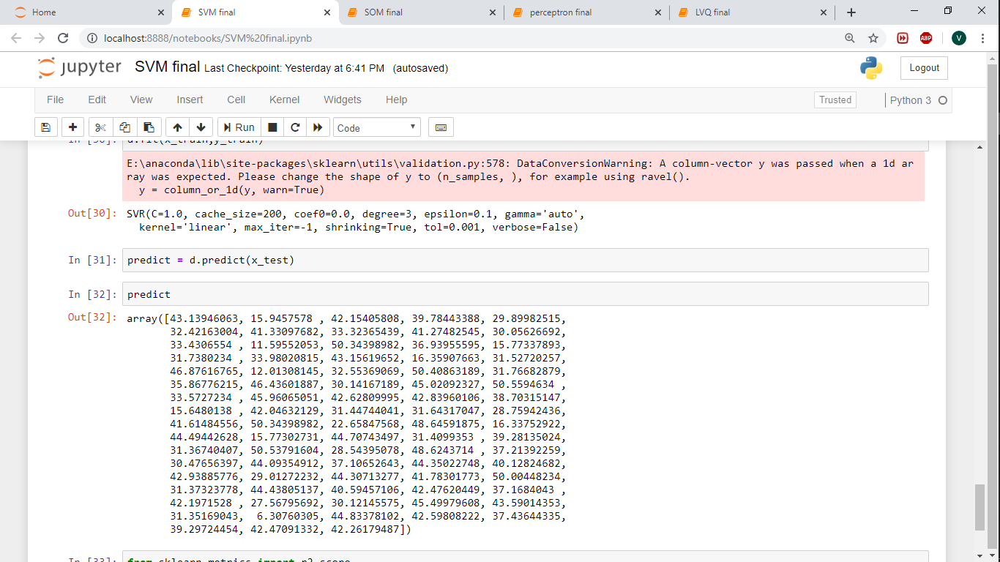 Home
SVM final
SOM final
perceptron final
LVQ final
localhost:8888/notebooks/SVM%20final.ipynb
ABP
V
jupyter SVM final Last Checkpoint: Yesterday at 6:41 PM (autosaved)
Logout
File Edit View Insert Cell Kernel Widgets Help
Trusted
Python 3
Run
Code
In [30]: d.fit(x_train,y_train)
E:\anaconda\lib\site-packages\sklearn\utils\validation.py:578: DataConversionWarning: A column-vector y was passed when a 1d ar
ray was expected. Please change the shape of y to (n_samples, ), for example using ravel().
  y = column_or_1d(y, warn=True)
Out[30]: SVR(C=1.0, cache_size=200, coef0=0.0, degree=3, epsilon=0.1, gamma='auto',
  kernel='linear', max_iter=-1, shrinking=True, tol=0.001, verbose=False)
In [31]: predict = d.predict(x_test)
In [32]: predict
Out[32]: array([43.13946063, 15.9457578 , 42.15405808, 39.78443388, 29.89982515,
       32.42163004, 41.33097682, 33.32365439, 41.27482545, 30.05626692,
       33.4306554 , 11.59552053, 50.34398982, 36.93955595, 15.77337893,
       31.7380234 , 33.98020815, 43.15619652, 16.35907663, 31.52720257,
       46.87616765, 12.01308145, 32.55369069, 50.40863189, 31.76682879,
       35.86776215, 46.43601887, 30.14167189, 45.02092327, 50.5594634 ,
       33.5727234 , 45.96065051, 42.62809995, 42.83960106, 38.70315147,
       15.6480138 , 42.04632129, 31.44744041, 31.64317047, 28.75942436,
       41.61484556, 50.34398982, 22.65847568, 48.64591875, 16.33752922,
       44.49442628, 15.77302731, 44.70743497, 31.4099353 , 39.28135024,
       31.36740407, 50.53791604, 28.54395078, 48.6243714 , 37.21392259,
       30.47656397, 44.09354912, 37.10652643, 44.35022748, 40.12824682,
       42.93885776, 29.01272232, 44.30713277, 41.78301773, 50.00448234,
       31.37323778, 44.43805137, 40.59457106, 42.47620449, 37.1684043 ,
       42.1971528 , 27.56795692, 30.12145575, 45.49979608, 43.59014353,
       31.35169043,  6.30760305, 44.83378102, 42.59808222, 37.43644335,
       39.29724454, 42.47091332, 42.26179487])
In [33]: from sklearn.metrics import r2_score